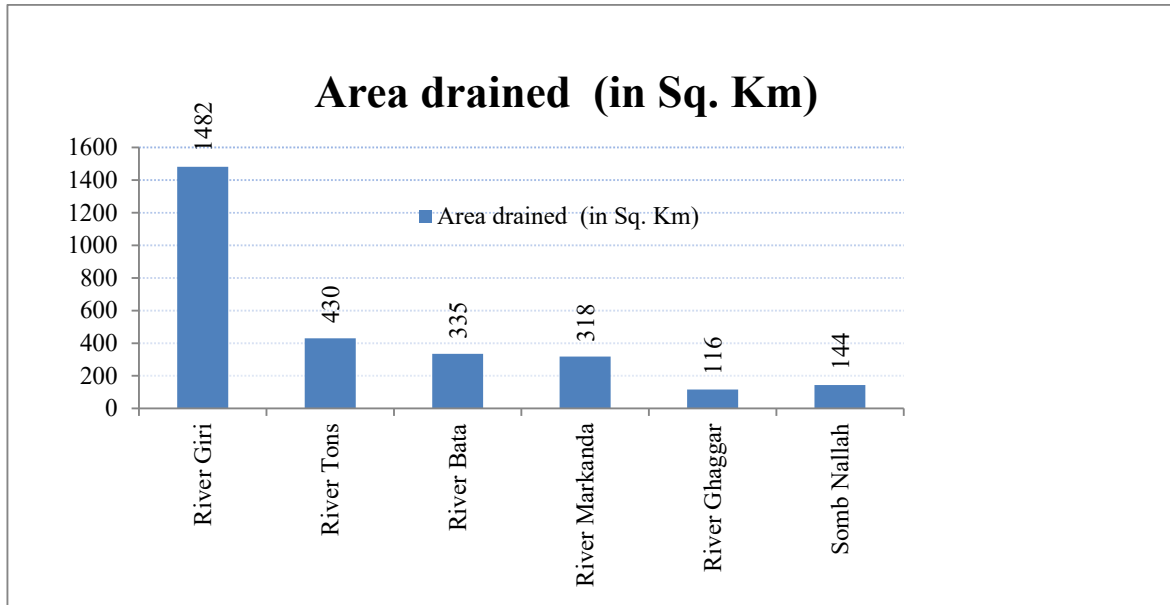 Area drained (in Sq. Km)
1600
1400
1200
1000
800
600
400
200
0
Area drained (in Sq. Km)
1482
430
335
318
116
144
River Giri
River Tons
River Bata
River Markanda
River Ghaggar
Somb Nallah